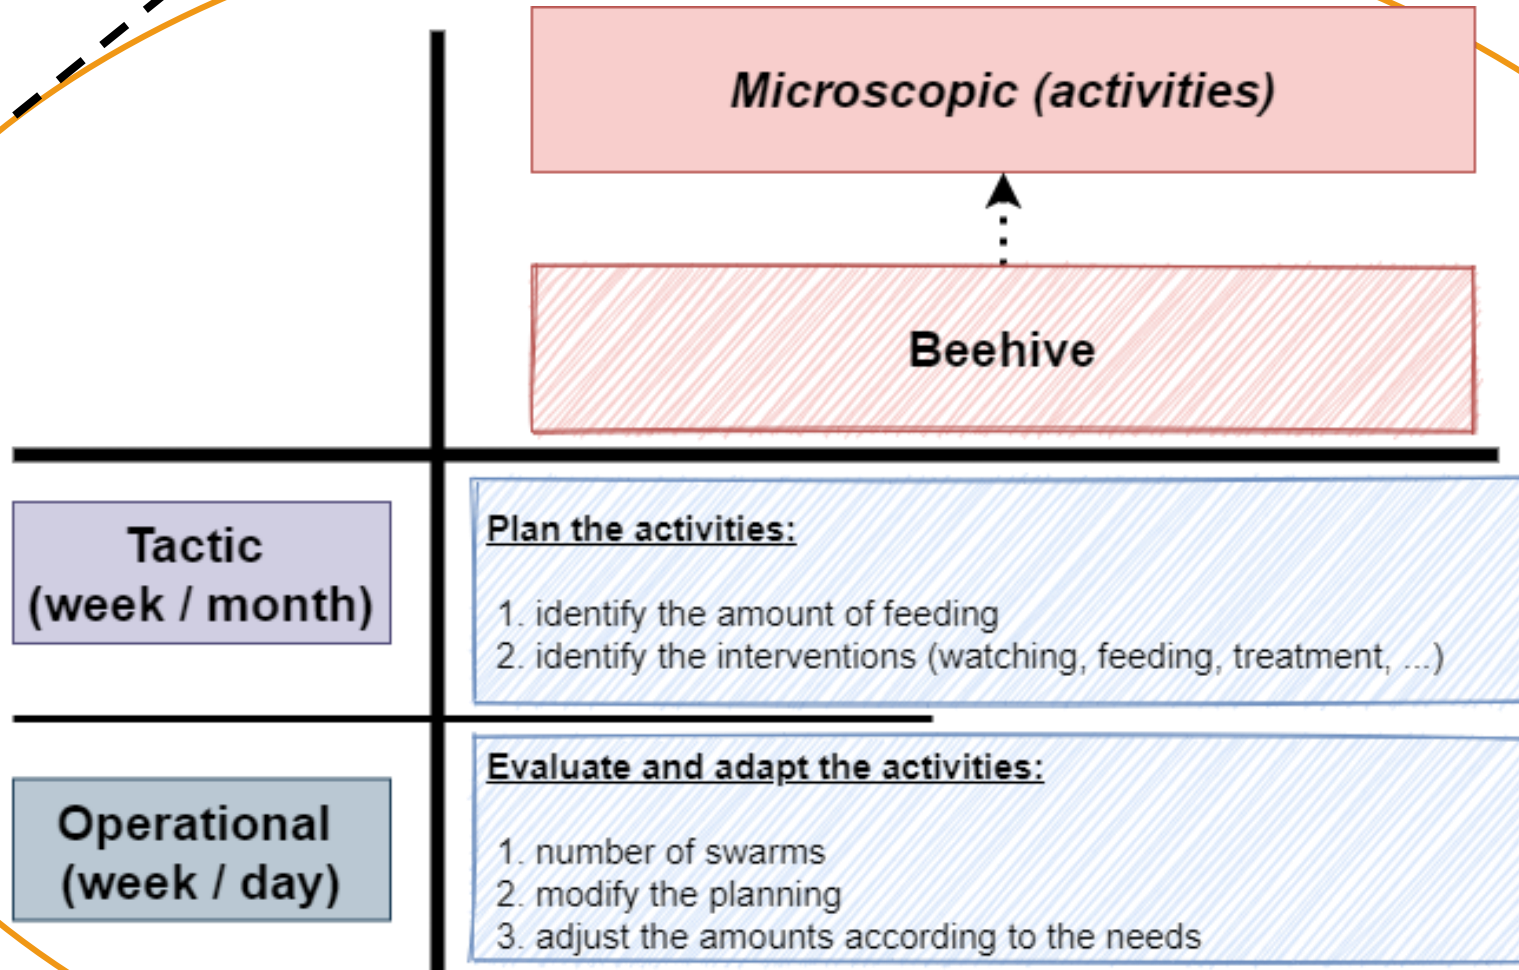 Microscopic (activities)
Beehive
Tactic
(week / month)
Plan the activities:
1. identify the amount of feeding
2. identify the interventions (watching, feeding, treatment, ...)
Operational
(week / day)
Evaluate and adapt the activities:
1. number of swarms
2. modify the planning
3. adjust the amounts according to the needs